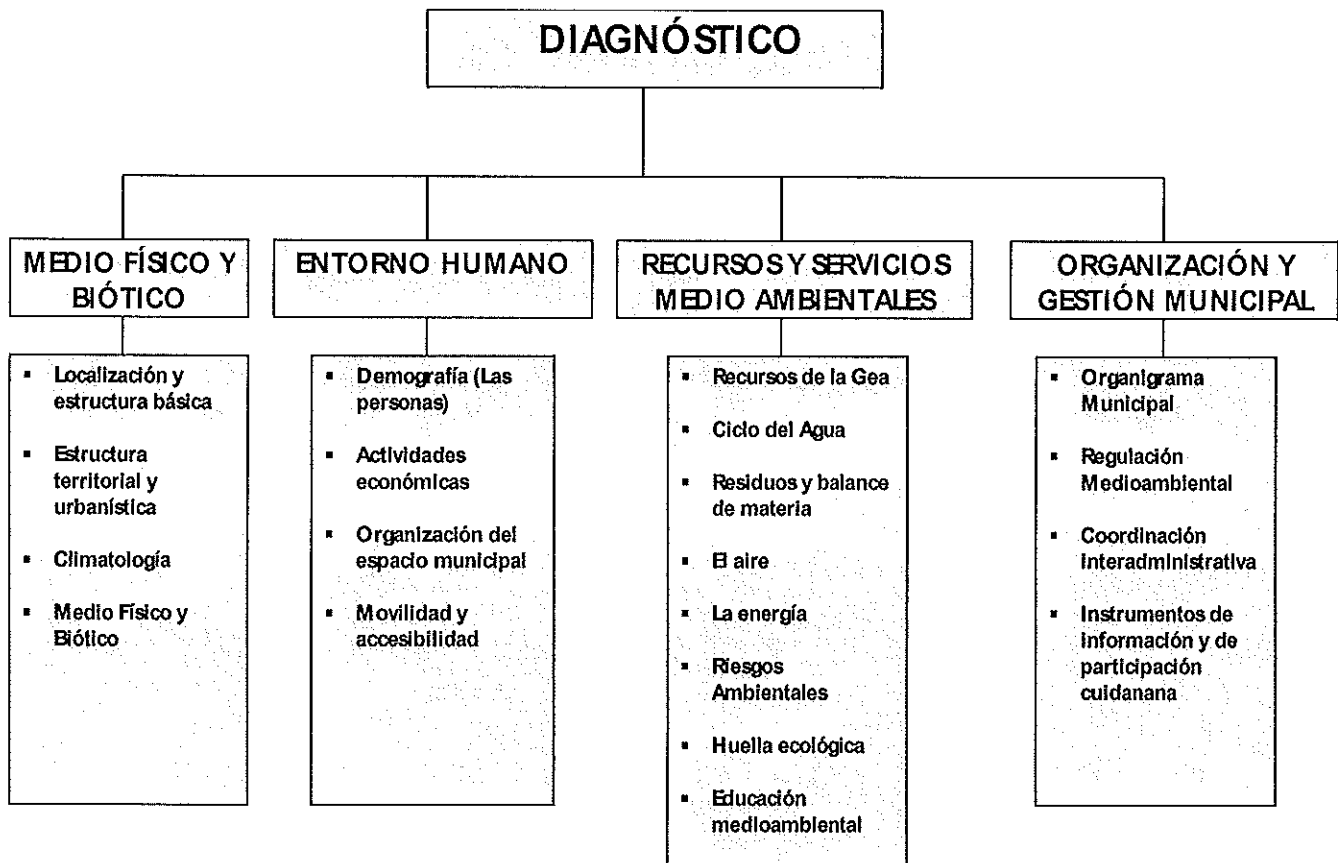 DIAGNÓSTICO
MEDIO FÍSICO Y
BIÓTICO
▪ Localización y
estructura básica
▪ Estructura
territorial y
urbanística
▪ Climatología
▪ Medio Físico y
Biótico
ENTORNO HUMANO
▪ Demografía (Las
personas)
▪ Actividades
económicas
▪ Organización del
espacio municipal
▪ Movilidad y
accesibilidad
RECURSOS Y SERVICIOS
MEDIO AMBIENTALES
▪ Recursos de la Gea
▪ Ciclo del Agua
▪ Residuos y balance
de materia
▪ El aire
▪ La energía
▪ Riesgos
Ambientales
▪ Huella ecológica
▪ Educación
medioambiental
ORGANIZACIÓN Y
GESTIÓN MUNICIPAL
▪ Organigrama
Municipal
▪ Regulación
Medioambiental
▪ Coordinación
interadministrativa
▪ Instrumentos de
información y de
participación
cuidanana